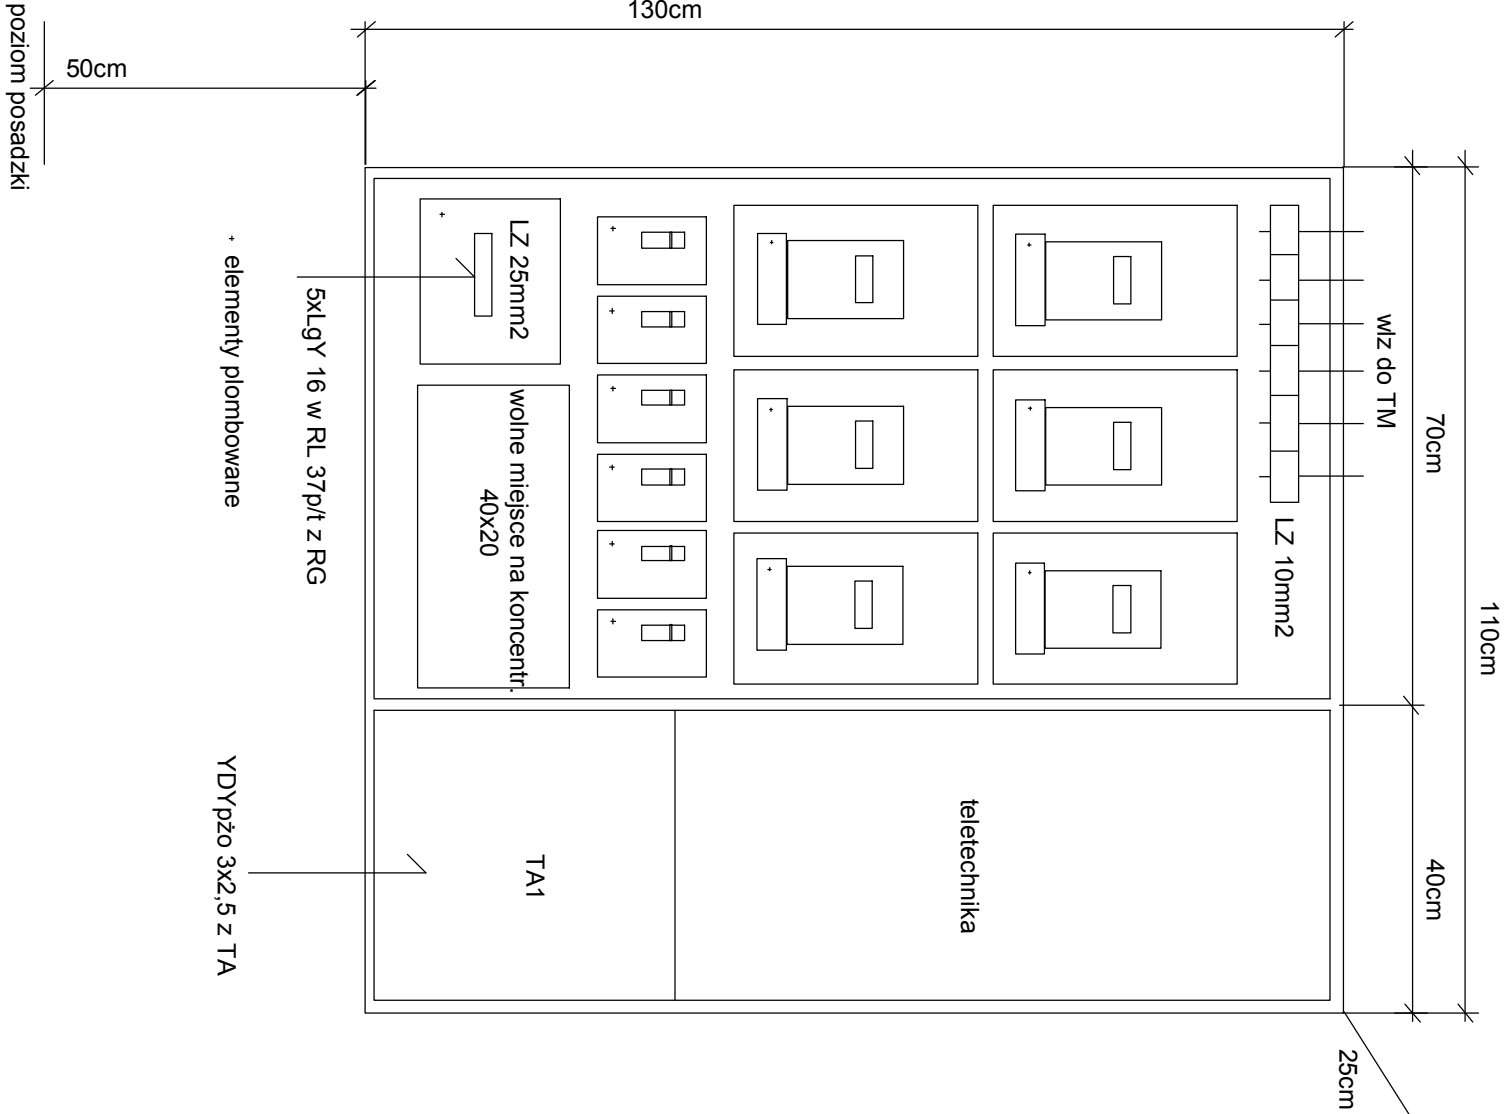 130cm
50cm
poziom posadzki
110cm
70cm
40cm
25cm
wlz do TM
LZ 10mm2
LZ 25mm2
wolne miejsce na koncentr.
40x20
5xLgY 16 w RL 37p/t z RG
+ elementy plombowane
teletechnika
TA1
YDYpżo 3x2,5 z TA